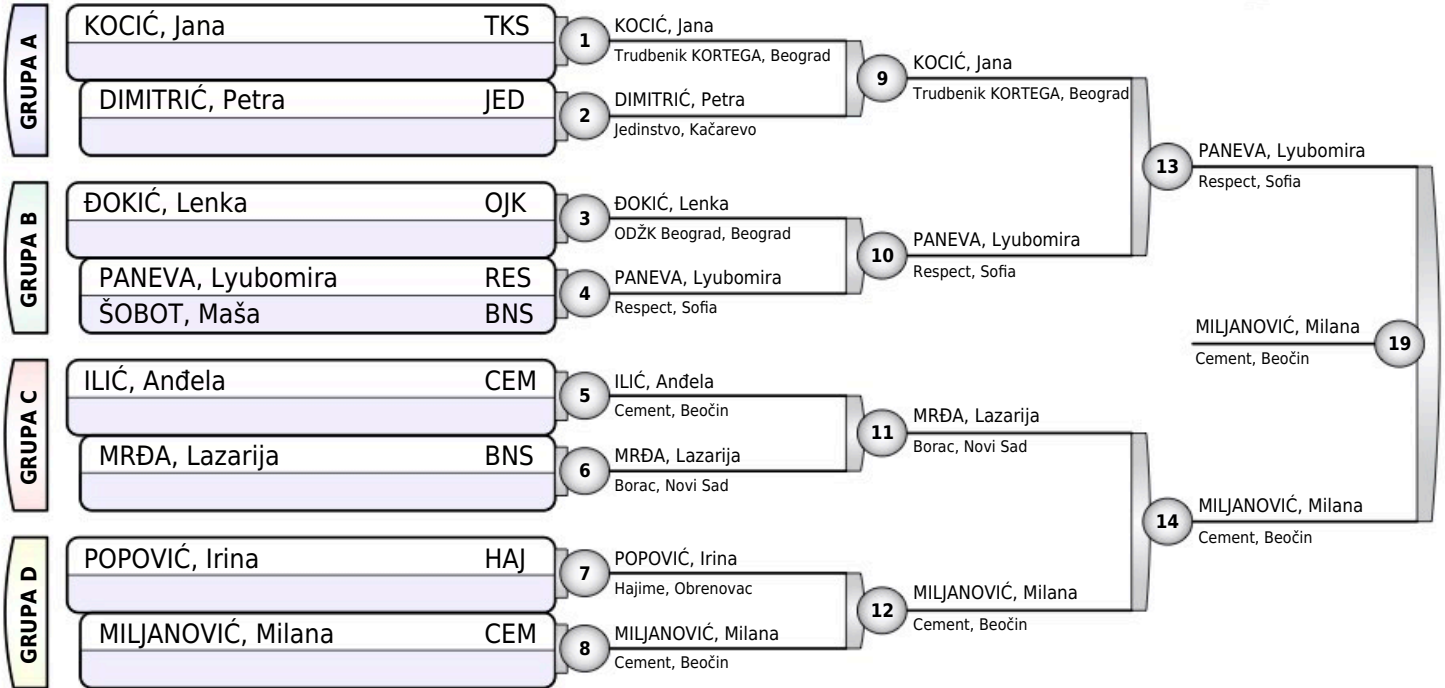 GRUPA A
KOCIĆ, Jana TKS
DIMITRIĆ, Petra JED
GRUPA B
ĐOKIĆ, Lenka OJK
PANEVA, Lyubomira RES
ŠOBOT, Maša BNS
GRUPA C
ILIĆ, Anđela CEM
MRĐA, Lazarija BNS
GRUPA D
POPOVIĆ, Irina HAJ
MILJANOVIĆ, Milana CEM
1
KOCIĆ, Jana
Trudbenik KORTEGA, Beograd
2
DIMITRIĆ, Petra
Jedinstvo, Kačarevo
3
ĐOKIĆ, Lenka
ODŽK Beograd, Beograd
4
PANEVA, Lyubomira
Respect, Sofia
5
ILIĆ, Anđela
Cement, Beočin
6
MRĐA, Lazarija
Borac, Novi Sad
7
POPOVIĆ, Irina
Hajime, Obrenovac
8
MILJANOVIĆ, Milana
Cement, Beočin
9
KOCIĆ, Jana
Trudbenik KORTEGA, Beograd
10
PANEVA, Lyubomira
Respect, Sofia
11
MRĐA, Lazarija
Borac, Novi Sad
12
MILJANOVIĆ, Milana
Cement, Beočin
13
PANEVA, Lyubomira
Respect, Sofia
14
MILJANOVIĆ, Milana
Cement, Beočin
MILJANOVIĆ, Milana
Cement, Beočin
19